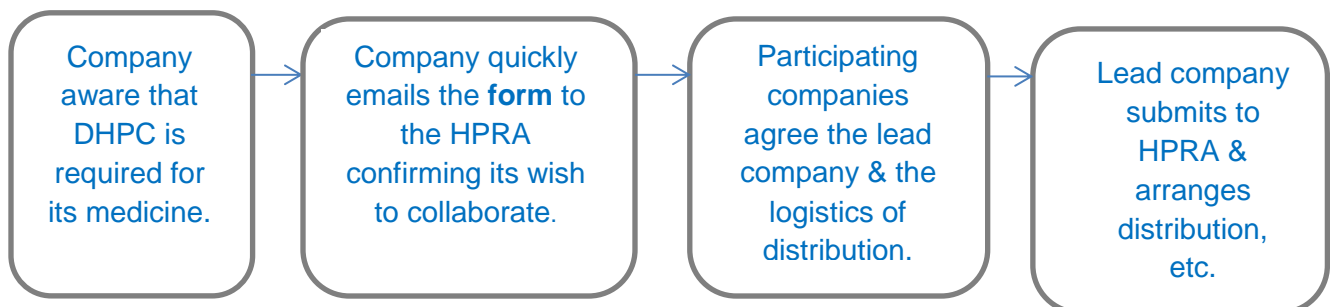 Company
aware that
DHPC is
required for
its medicine.
Company quickly
emails the form to
the HPRA
confirming its wish
to collaborate.
Participating
companies
agree the lead
company & the
logistics of
distribution.
Lead company
submits to
HPRA &
arranges
distribution,
etc.